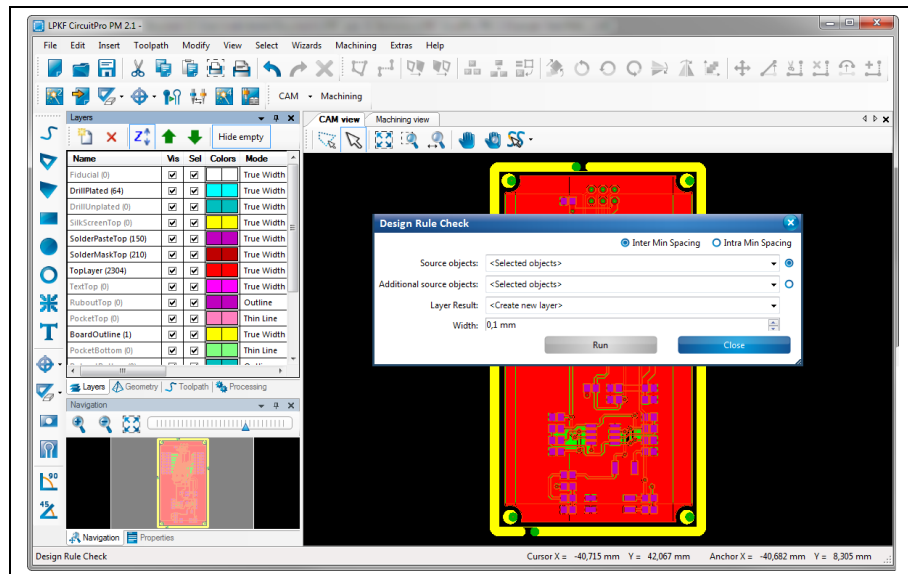 LPKF CircuitPro PM 2.1 -
File Edit Insert Toolpath Modify View Select Wizards Machining Extras Help
CAM Machining
Layers
CAM view Machining view
Z Hide empty
Name Vis Sel Colors Mode
Fiducial (0) True Width
DrillPlated (64) True Width
DrillUnplated (0) True Width
SilkScreenTop (0) True Width
SolderPasteTop (150) True Width
SolderMaskTop (210) True Width
TopLayer (2304) True Width
TextTop (0) True Width
RuboutTop (0) Outline
PocketTop (0) Thin Line
BoardOutline (1) True Width
PocketBottom (0) Thin Line
Layers Geometry Toolpath Processing
Navigation
T
90
45
Navigation Properties
Design Rule Check
Inter Min Spacing Intra Min Spacing
Source objects: <Selected objects>
Additional source objects: <Selected objects>
Layer Result: <Create new layer>
Width: 0,1 mm
Run Close
Design Rule Check Cursor X = -40,715 mm Y = 42,067 mm Anchor X = -40,682 mm Y = 8,305 mm